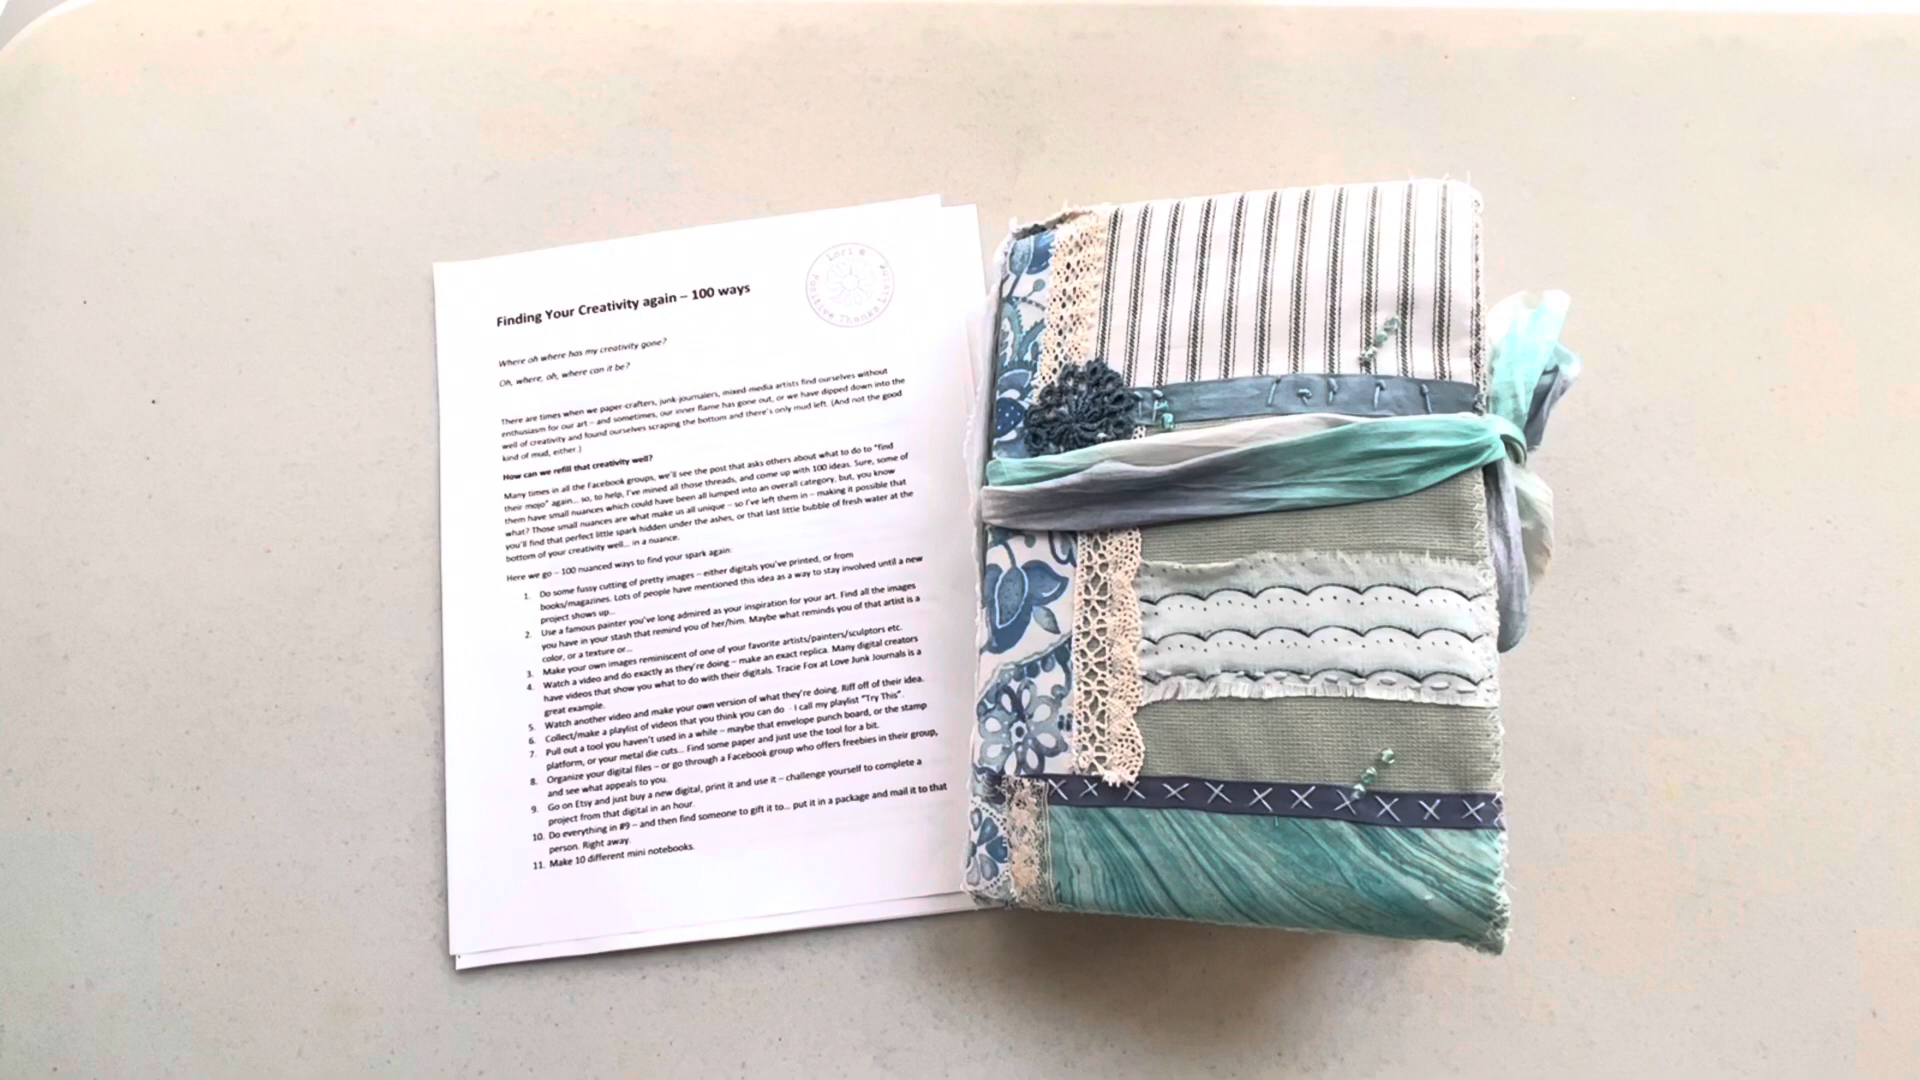 Finding Your Creativity again – 100 ways
Lori @
Positive Thanks
Where oh where has my creativity gone?
Oh, where, oh, where can it be?
There are times when we paper-crafters, junk-journalers, mixed-media artists find ourselves without
enthusiasm for our art – and sometimes, our inner flame has gone out, or we have dipped down into the
well of creativity and found ourselves scraping the bottom and there's only mud left. (And not the good
kind of mud, either.)
How can we refill that creativity well?
Many times in all the Facebook groups, we'll see the post that asks others about what to do to "find
their mojo" again... so, to help, I've mined all those threads, and come up with 100 ideas. Sure, some of
them have small nuances which could have been all lumped into an overall category, but, you know
what? Those small nuances are what make us all unique – so I've left them in – making it possible that
you'll find that perfect little spark hidden under the ashes, or that last little bubble of fresh water at the
bottom of your creativity well... in a nuance.
Here we go – 100 nuanced ways to find your spark again:
1. Do some fussy cutting of pretty images – either digitals you've printed, or from
books/magazines. Lots of people have mentioned this idea as a way to stay involved until a new
project shows up...
2. Use a famous painter you've long admired as your inspiration for your art. Find all the images
you have in your stash that remind you of her/him. Maybe what reminds you of that artist is a
color, or a texture or...
3. Make your own images reminiscent of one of your favorite artists/painters/sculptors etc.
4. Watch a video and do exactly as they're doing – make an exact replica. Many digital creators
have videos that show you what to do with their digitals. Tracie Fox at Love Junk Journals is a
great example.
5. Watch another video and make your own version of what they're doing. Riff off of their idea.
6. Collect/make a playlist of videos that you think you can do - I call my playlist "Try This".
7. Pull out a tool you haven't used in a while – maybe that envelope punch board, or the stamp
platform, or your metal die cuts... Find some paper and just use the tool for a bit.
8. Organize your digital files – or go through a Facebook group who offers freebies in their group,
and see what appeals to you.
9. Go on Etsy and just buy a new digital, print it and use it – challenge yourself to complete a
project from that digital in an hour.
10. Do everything in #9 – and then find someone to gift it to... put it in a package and mail it to that
person. Right away.
11. Make 10 different mini notebooks.